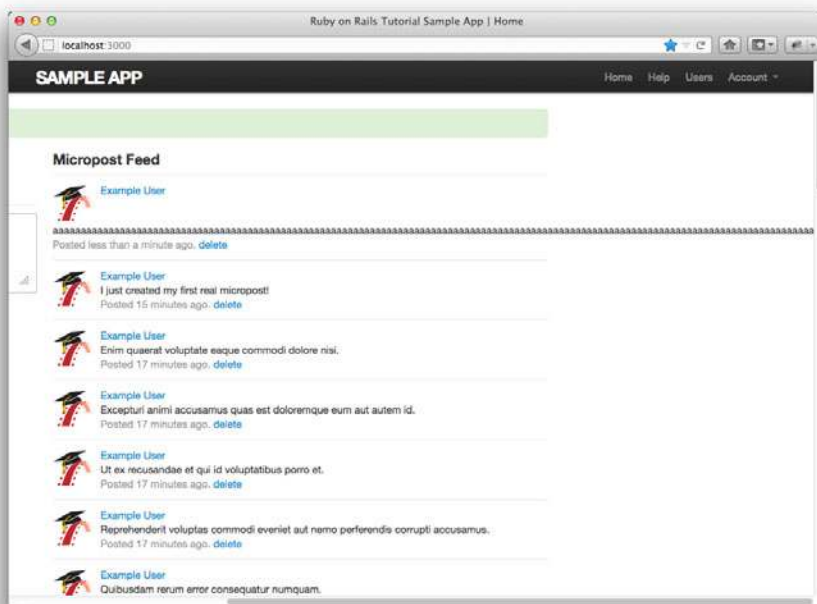 Ruby on Rails Tutorial Sample App | Home
localhost:3000
SAMPLE APP
Home Help Users Account
Micropost Feed
Example User
Posted less than a minute ago. delete
Example User
I just created my first real micropost!
Posted 15 minutes ago. delete
Example User
Enim quaerat voluptate eaque commodi dolore nisi.
Posted 17 minutes ago. delete
Example User
Excepturi animi accusamus quas est doloremque eum aut autem id.
Posted 17 minutes ago. delete
Example User
Ut ex recusandae et qui id voluptatibus porro et.
Posted 17 minutes ago. delete
Example User
Reprehenderit voluptas commodi eveniet aut nemo perferendis corrupti accusamus.
Posted 17 minutes ago. delete
Example User
Quibusdam rerum error consequatur numquam.